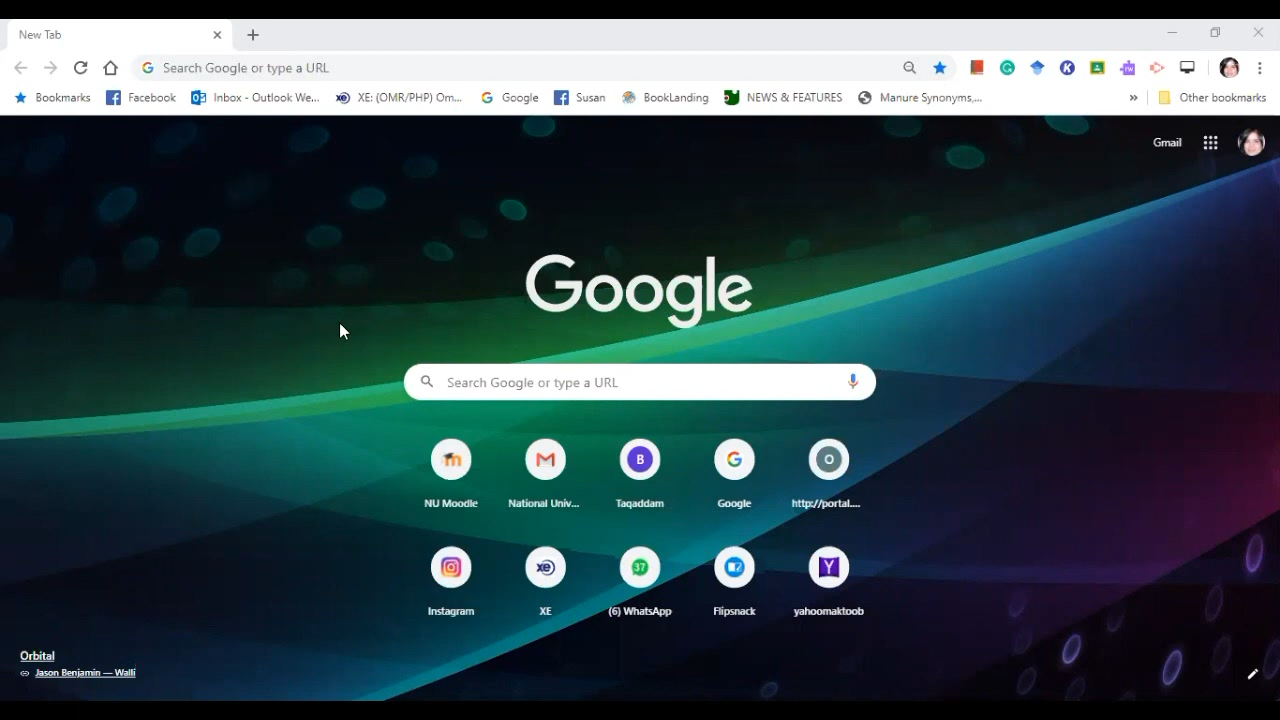 New Tab
Search Google or type a URL
Bookmarks Facebook Inbox - Outlook We... XE: (OMR/PHP) Om... Google Susan BookLanding NEWS & FEATURES Manure Synonyms,... » Other bookmarks
Gmail
Google
Search Google or type a URL
NU Moodle National Univ... Taqaddam Google http://portal....
Instagram XE (6) WhatsApp Flipsnack yahoomaktoob
Orbital
Jason Benjamin — Walli